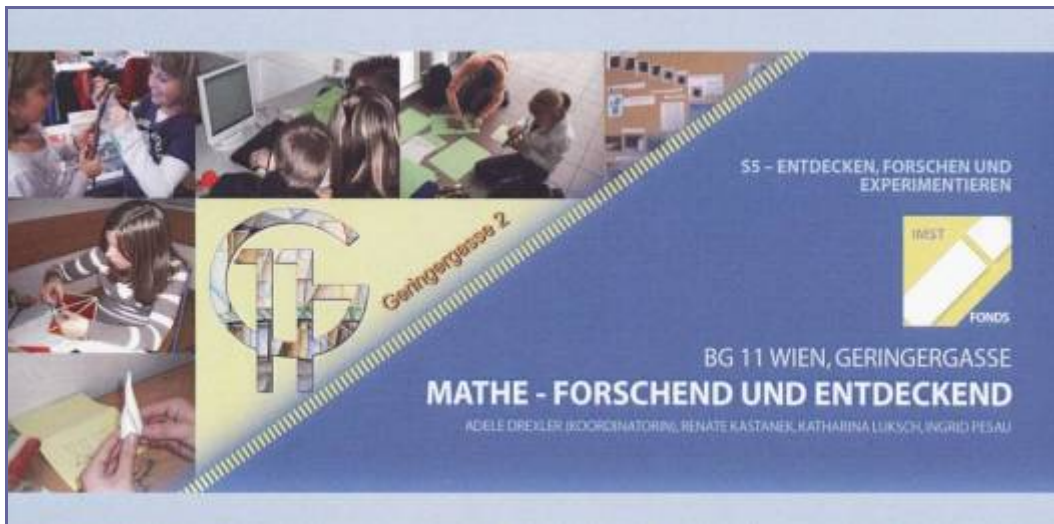 Geringergasse 2
S5 – ENTDECKEN, FORSCHEN UND
EXPERIMENTIEREN
IMST
FONDS
BG 11 WIEN, GERINGERGASSE
MATHE - FORSCHEND UND ENTDECKEND
ADELE DREXLER (KOORDINATORIN), RENATE KASTANEK, KATHARINA LUKSCH, INGRID PESAU